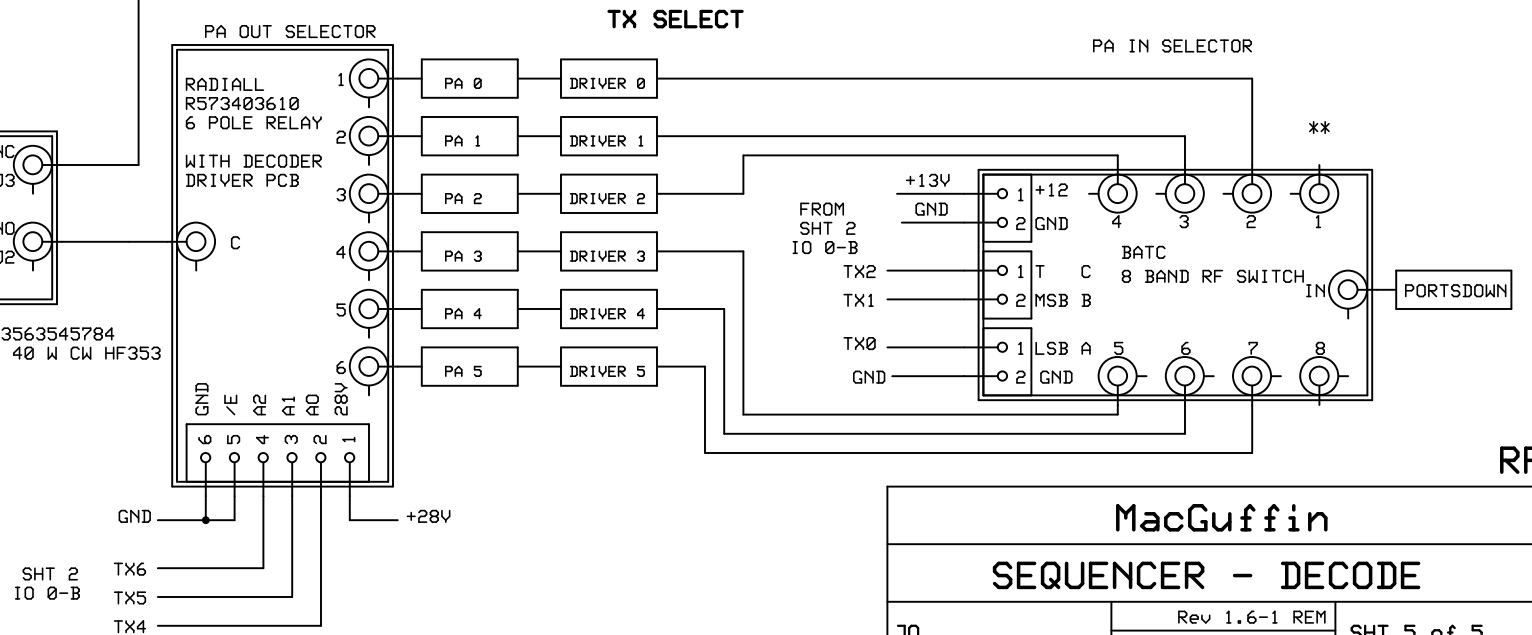 TX SELECT
PA OUT SELECTOR
PA IN SELECTOR
RADIALL
R573403610
6 POLE RELAY
WITH DECODER
DRIVER PCB
1
2
3
4
5
6
C
PA 0
DRIVER 0
PA 1
DRIVER 1
PA 2
DRIVER 2
PA 3
DRIVER 3
PA 4
DRIVER 4
PA 5
DRIVER 5
**
+13V
GND
FROM
SHT 2
IO 0-B
TX2
TX1
TX0
GND
1 +12
2 GND
1 T C
2 MSB B
1 LSB A
2 GND
4 3 2 1
BATC
8 BAND RF SWITCH
IN
PORTSDOWN
5 6 7 8
J3
J2
3563545784
40 W CW HF353
GND /E A2 A1 A0 28V
6 5 4 3 2 1
GND
+28V
SHT 2
IO 0-B
TX6
TX5
TX4
MacGuffin
SEQUENCER - DECODE
Rev 1.6-1 REM
SHT 5 of 5